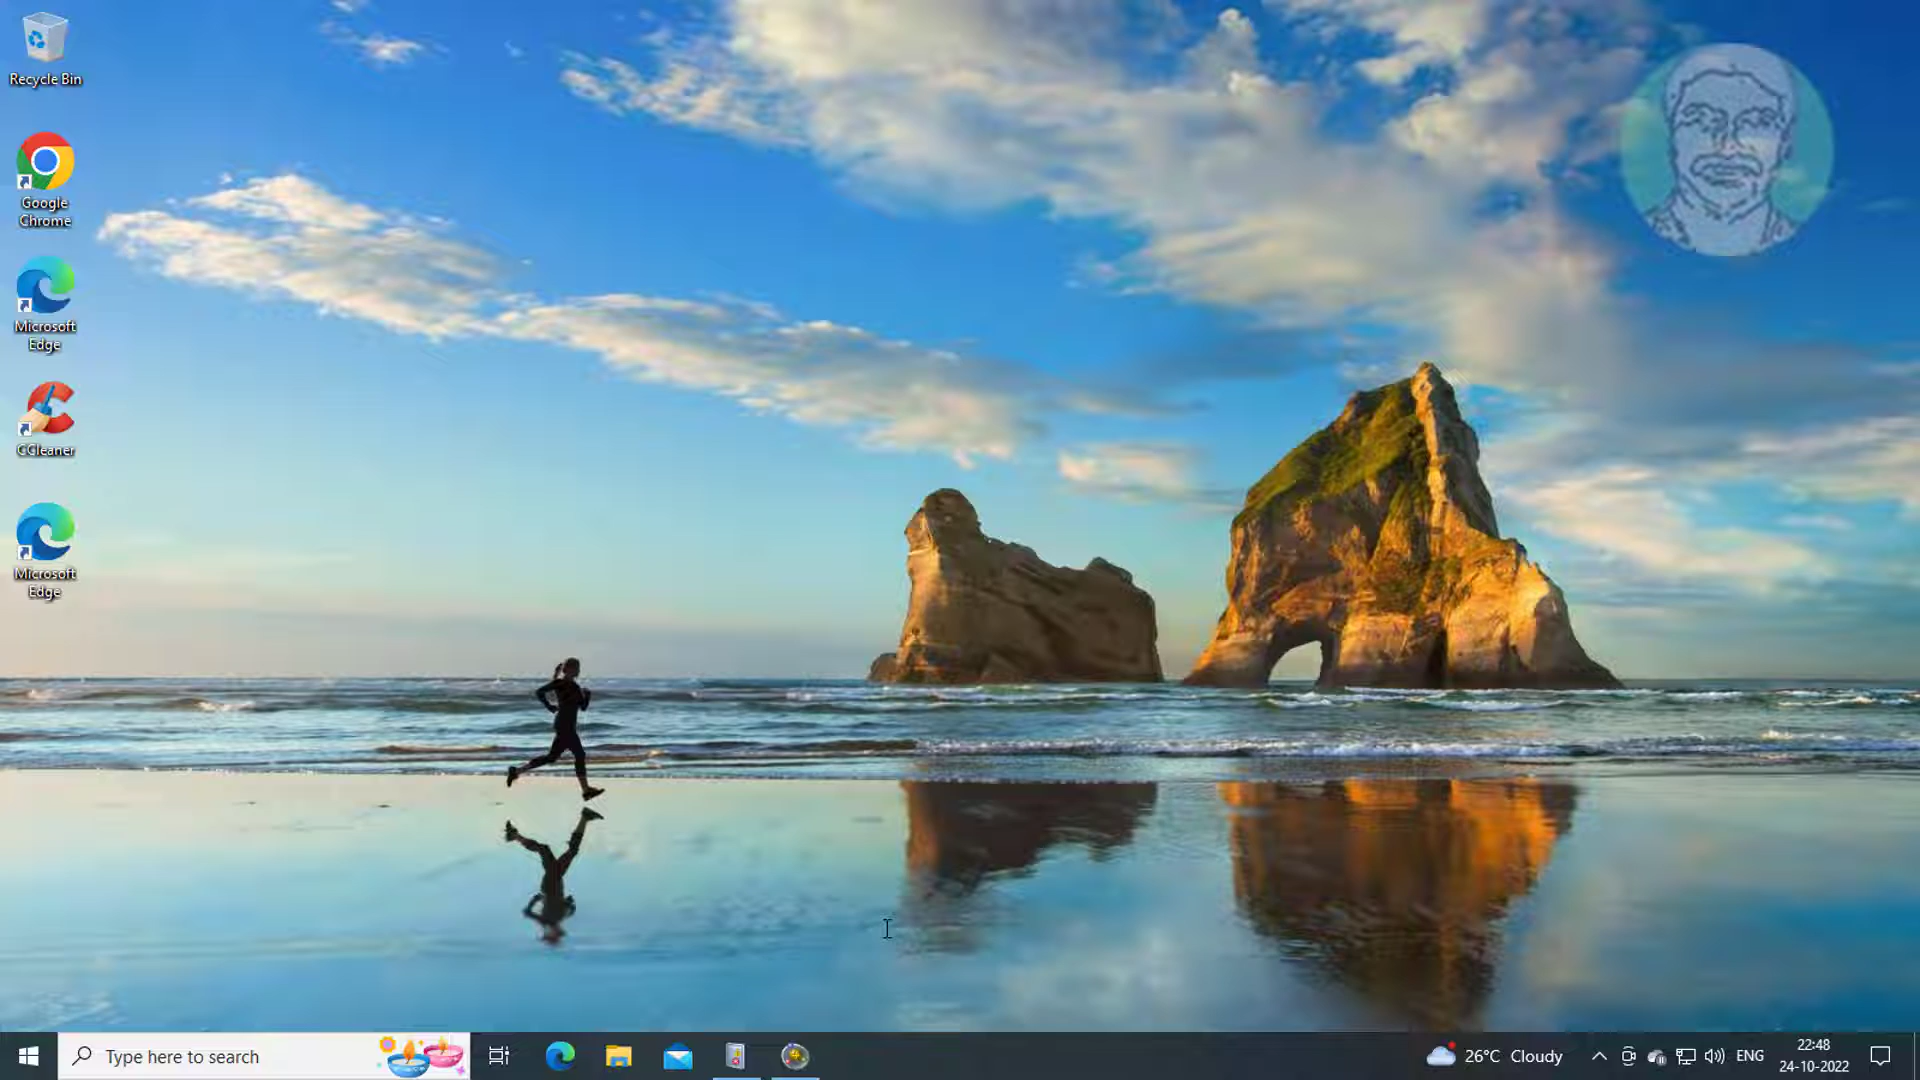 Recycle Bin
Google
Chrome
Microsoft
Edge
CCleaner
Microsoft
Edge
Type here to search
26°C Cloudy
ENG
22:48
24-10-2022